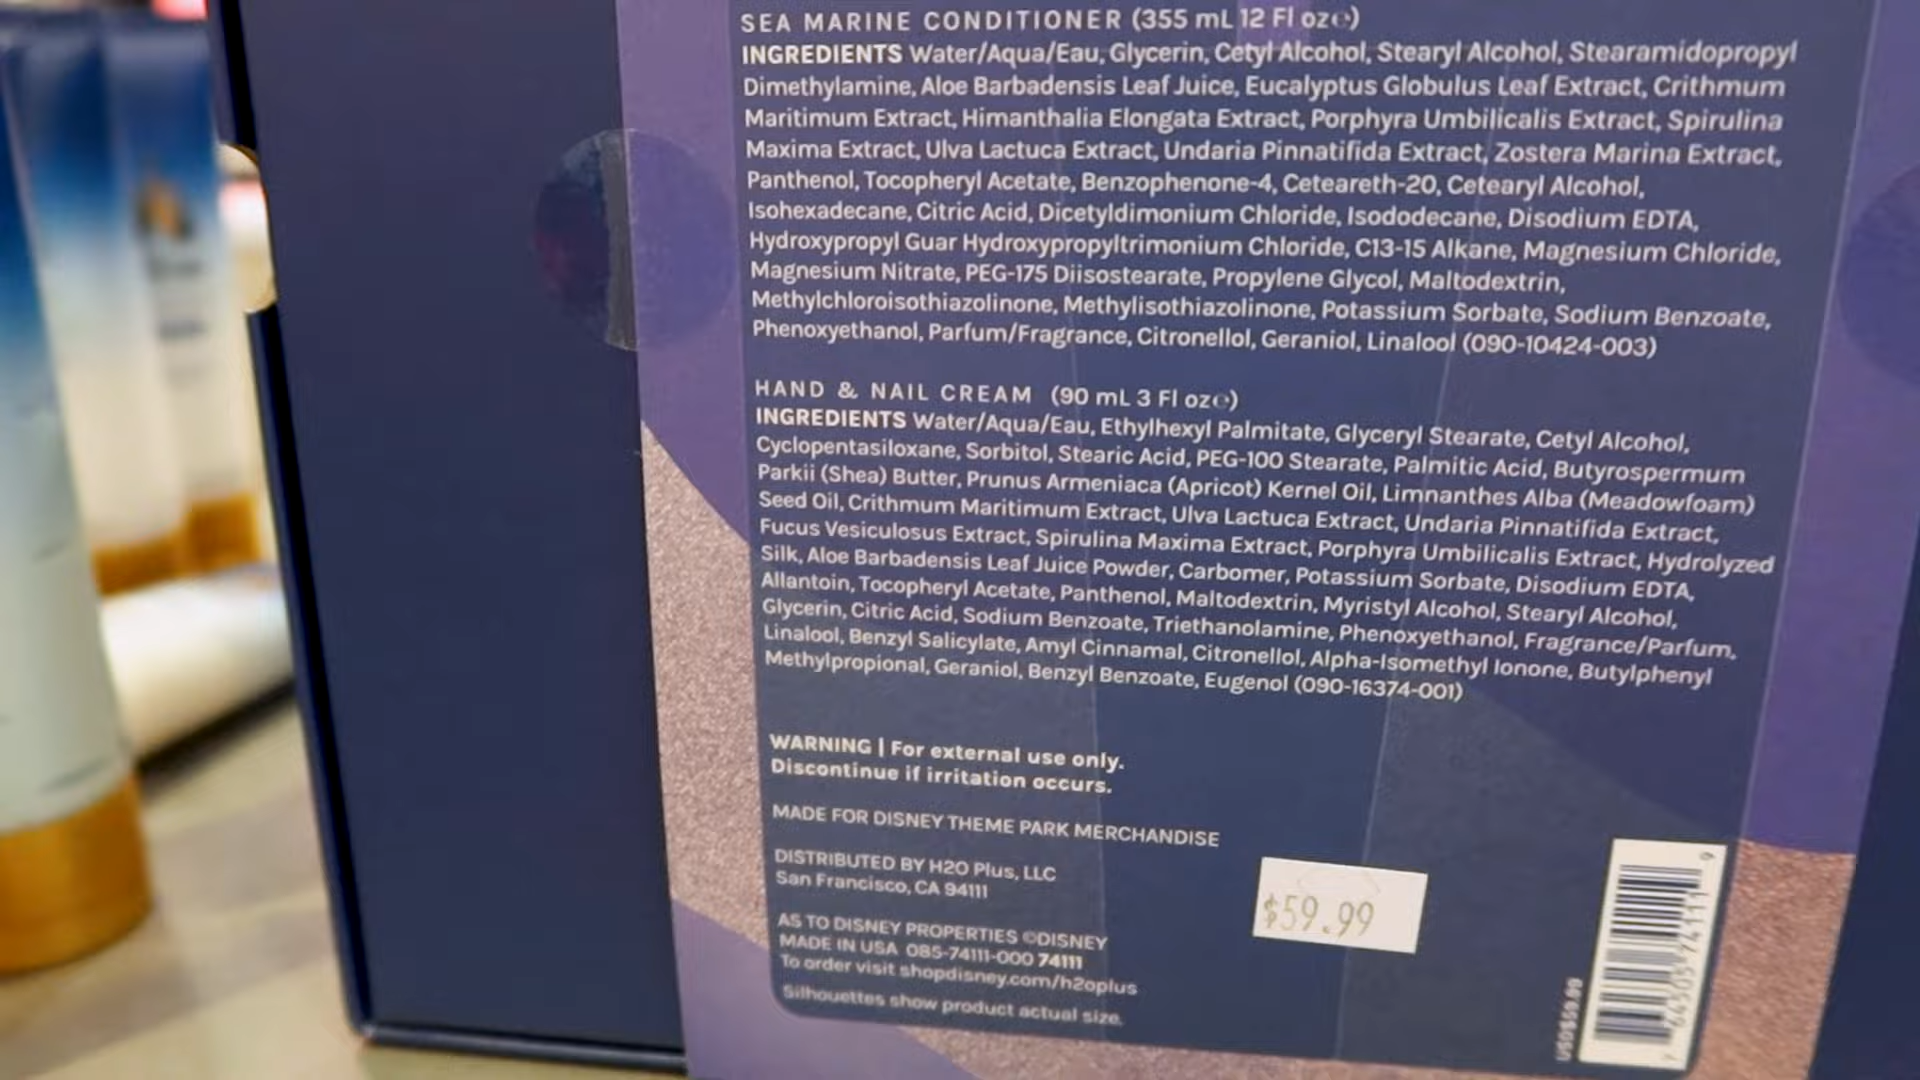 SEA MARINE CONDITIONER (355 mL 12 Fl oz℮)
INGREDIENTS Water/Aqua/Eau, Glycerin, Cetyl Alcohol, Stearyl Alcohol, Stearamidopropyl
Dimethylamine, Aloe Barbadensis Leaf Juice, Eucalyptus Globulus Leaf Extract, Crithmum
Maritimum Extract, Himanthalia Elongata Extract, Porphyra Umbilicalis Extract, Spirulina
Maxima Extract, Ulva Lactuca Extract, Undaria Pinnatifida Extract, Zostera Marina Extract,
Panthenol, Tocopheryl Acetate, Benzophenone-4, Ceteareth-20, Cetearyl Alcohol,
Isohexadecane, Citric Acid, Dicetyldimonium Chloride, Isododecane, Disodium EDTA,
Hydroxypropyl Guar Hydroxypropyltrimonium Chloride, C13-15 Alkane, Magnesium Chloride,
Magnesium Nitrate, PEG-175 Diisostearate, Propylene Glycol, Maltodextrin,
Methylchloroisothiazolinone, Methylisothiazolinone, Potassium Sorbate, Sodium Benzoate,
Phenoxyethanol, Parfum/Fragrance, Citronellol, Geraniol, Linalool (090-10424-003)
HAND & NAIL CREAM (90 mL 3 Fl oz℮)
INGREDIENTS Water/Aqua/Eau, Ethylhexyl Palmitate, Glyceryl Stearate, Cetyl Alcohol,
Cyclopentasiloxane, Sorbitol, Stearic Acid, PEG-100 Stearate, Palmitic Acid, Butyrospermum
Parkii (Shea) Butter, Prunus Armeniaca (Apricot) Kernel Oil, Limnanthes Alba (Meadowfoam)
Seed Oil, Crithmum Maritimum Extract, Ulva Lactuca Extract, Undaria Pinnatifida Extract,
Fucus Vesiculosus Extract, Spirulina Maxima Extract, Porphyra Umbilicalis Extract, Hydrolyzed
Silk, Aloe Barbadensis Leaf Juice Powder, Carbomer, Potassium Sorbate, Disodium EDTA,
Allantoin, Tocopheryl Acetate, Panthenol, Maltodextrin, Myristyl Alcohol, Stearyl Alcohol,
Glycerin, Citric Acid, Sodium Benzoate, Triethanolamine, Phenoxyethanol, Fragrance/Parfum,
Linalool, Benzyl Salicylate, Amyl Cinnamal, Citronellol, Alpha-Isomethyl Ionone, Butylphenyl
Methylpropional, Geraniol, Benzyl Benzoate, Eugenol (090-16374-001)
WARNING | For external use only.
Discontinue if irritation occurs.
MADE FOR DISNEY THEME PARK MERCHANDISE
DISTRIBUTED BY H2O Plus, LLC
San Francisco, CA 94111
AS TO DISNEY PROPERTIES ©DISNEY
MADE IN USA 085-74111-000 74111
To order visit shopdisney.com/h2oplus
Silhouettes show product actual size.
$59.99
USD$59.99